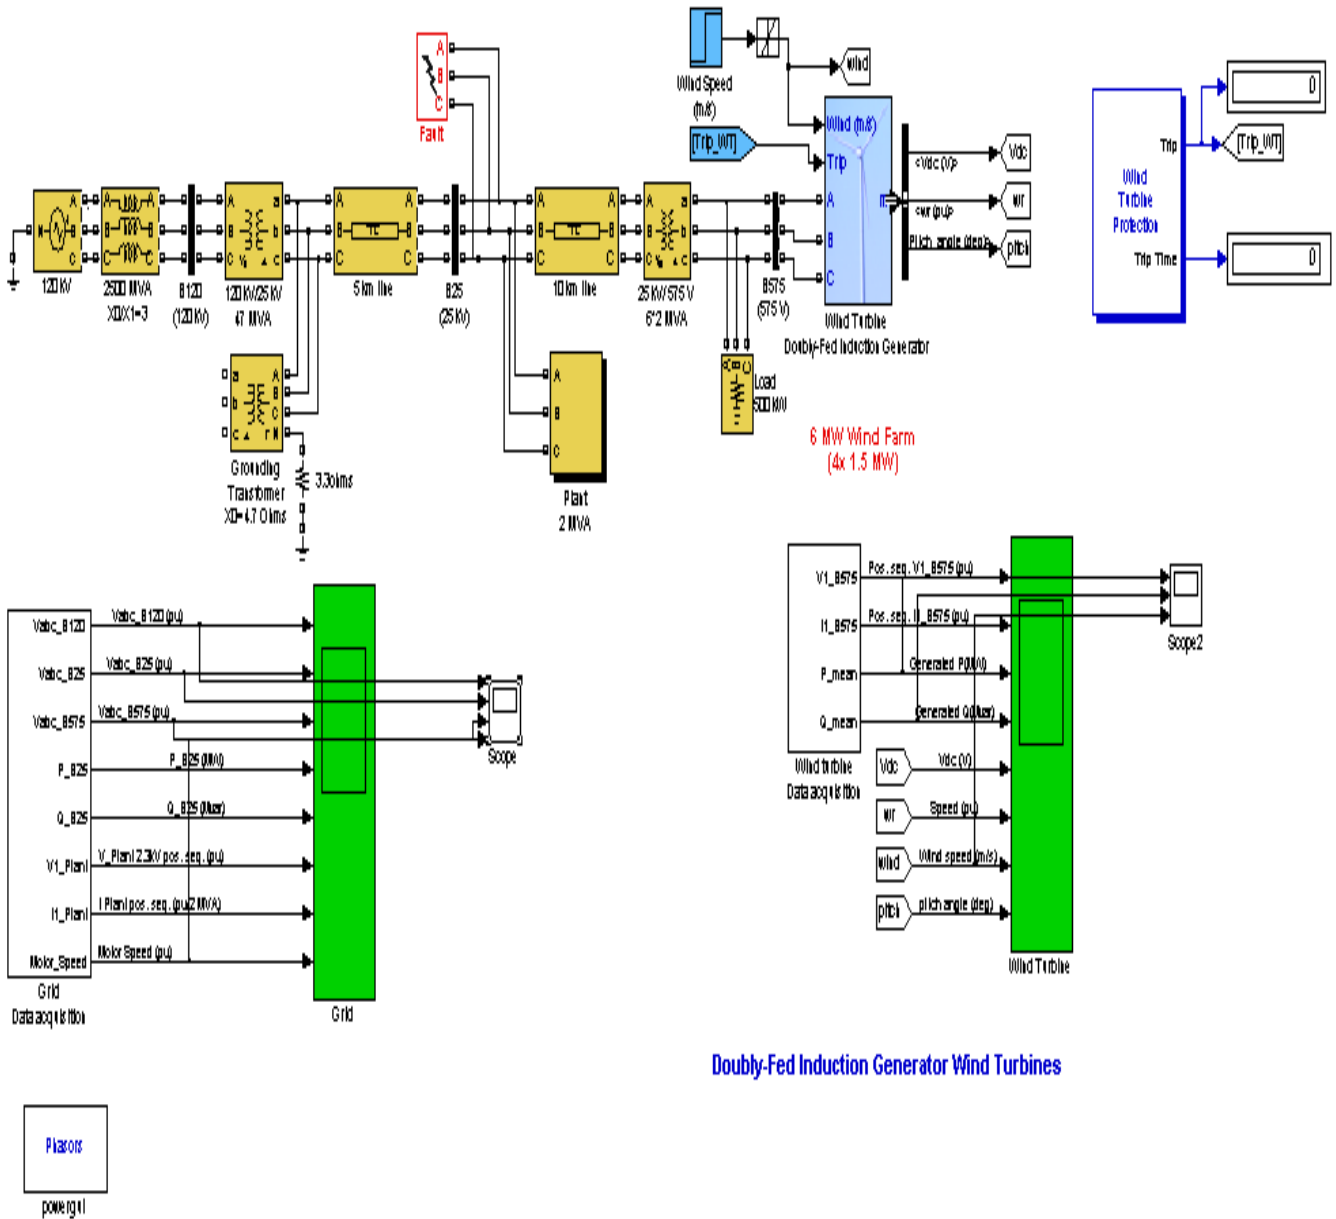 A
B
C
Fault
Wind Speed
(m/s)
wind
[Trip_WT]
Wind (m/s)
Trip
A
B
C
m
<Vdc (V)>
<wr (pu)>
Pitch_angle (deg)>
Vdc
wr
pitch
Wind Turbine
Doubly-Fed Induction Generator
Wind
Turbine
Protection
Trip
Trip Time
0
[Trip_WT]
0
N
A
B
C
120 kV
A
B
C
A
B
C
2500 MVA
X0/X1=3
B120
(120 kV)
A
B
C
a
b
c
120 kV/25 kV
47 MVA
A
B
C
TL
A
B
C
5 km line
B25
(25 kV)
A
B
C
TL
A
B
C
10 km line
A
B
C
a
b
c
25 kV/575 V
6*2 MVA
B575
(575 V)
A
B
C
Load
500 kW
a
b
c
A
B
C
N
Grounding
Transformer
X0=4.7 Ohms
3.3ohms
A
B
C
Plant
2 MVA
6 MW Wind Farm
(4x 1.5 MW)
Vabc_B120
Vabc_B25
Vabc_B575
P_B25
Q_B25
V1_Plant
I1_Plant
Motor_Speed
Grid
Data acquisition
Vabc_B120 (pu)
Vabc_B25 (pu)
Vabc_B575 (pu)
P_B25 (MW)
Q_B25 (Mvar)
V_Plant 2.3kV pos. seq. (pu)
I Plant pos. seq. (pu/2 MVA)
Motor Speed (pu)
Grid
Scope
V1_B575
I1_B575
P_mean
Q_mean
Wind turbine
Data acquisition
Pos. seq. V1_B575 (pu)
Pos. seq. I1_B575 (pu)
Generated P(MW)
Generated Q(Mvar)
Vdc
Vdc (V)
wr
Speed (pu)
wind
Wind speed (m/s)
pitch
pitch angle (deg)
Wind Turbine
Scope2
Doubly-Fed Induction Generator Wind Turbines
Phasors
powergui